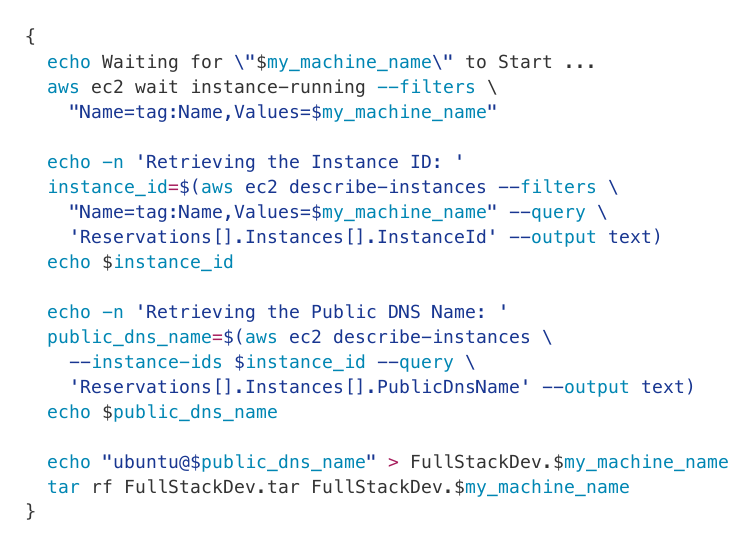 {
  echo Waiting for \"$my_machine_name\" to Start ...
  aws ec2 wait instance-running --filters \
    "Name=tag:Name,Values=$my_machine_name"

  echo -n 'Retrieving the Instance ID: '
  instance_id=$(aws ec2 describe-instances --filters \
    "Name=tag:Name,Values=$my_machine_name" --query \
    'Reservations[].Instances[].InstanceId' --output text)
  echo $instance_id

  echo -n 'Retrieving the Public DNS Name: '
  public_dns_name=$(aws ec2 describe-instances \
    --instance-ids $instance_id --query \
    'Reservations[].Instances[].PublicDnsName' --output text)
  echo $public_dns_name

  echo "ubuntu@$public_dns_name" > FullStackDev.$my_machine_name
  tar rf FullStackDev.tar FullStackDev.$my_machine_name
}